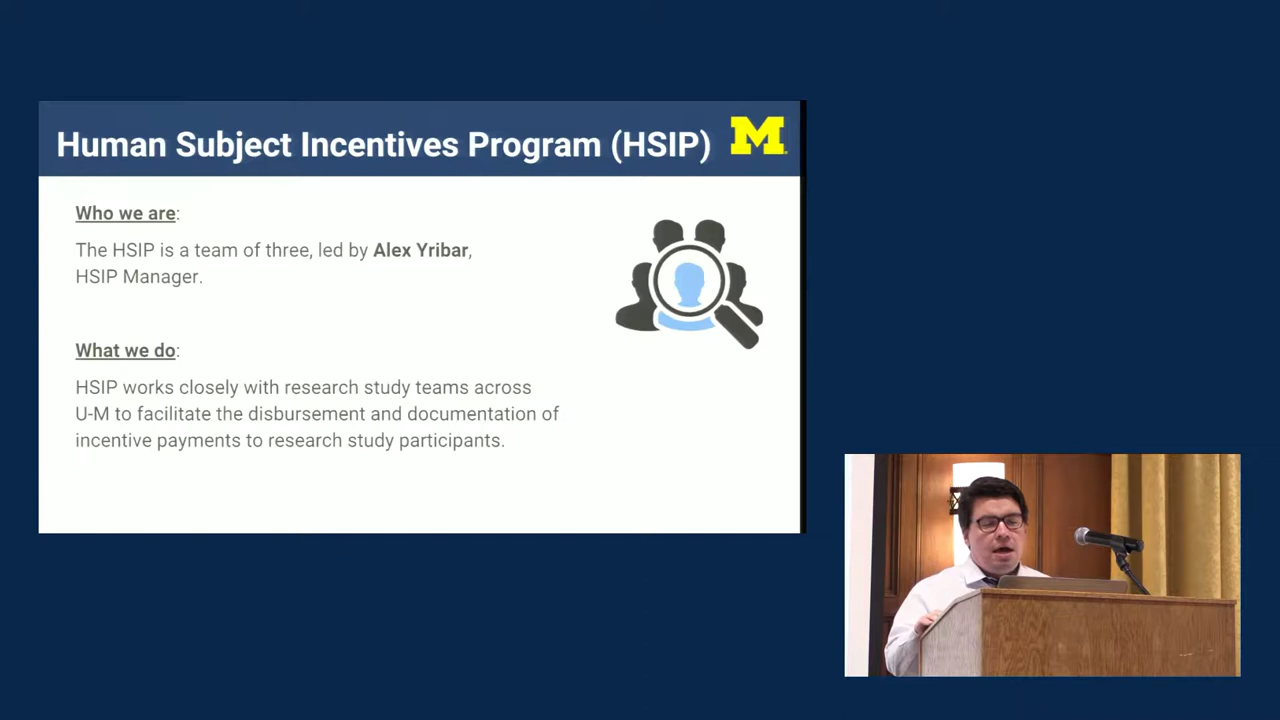 Human Subject Incentives Program (HSIP)
M
Who we are:
The HSIP is a team of three, led by Alex Yribar,
HSIP Manager.
What we do:
HSIP works closely with research study teams across
U-M to facilitate the disbursement and documentation of
incentive payments to research study participants.